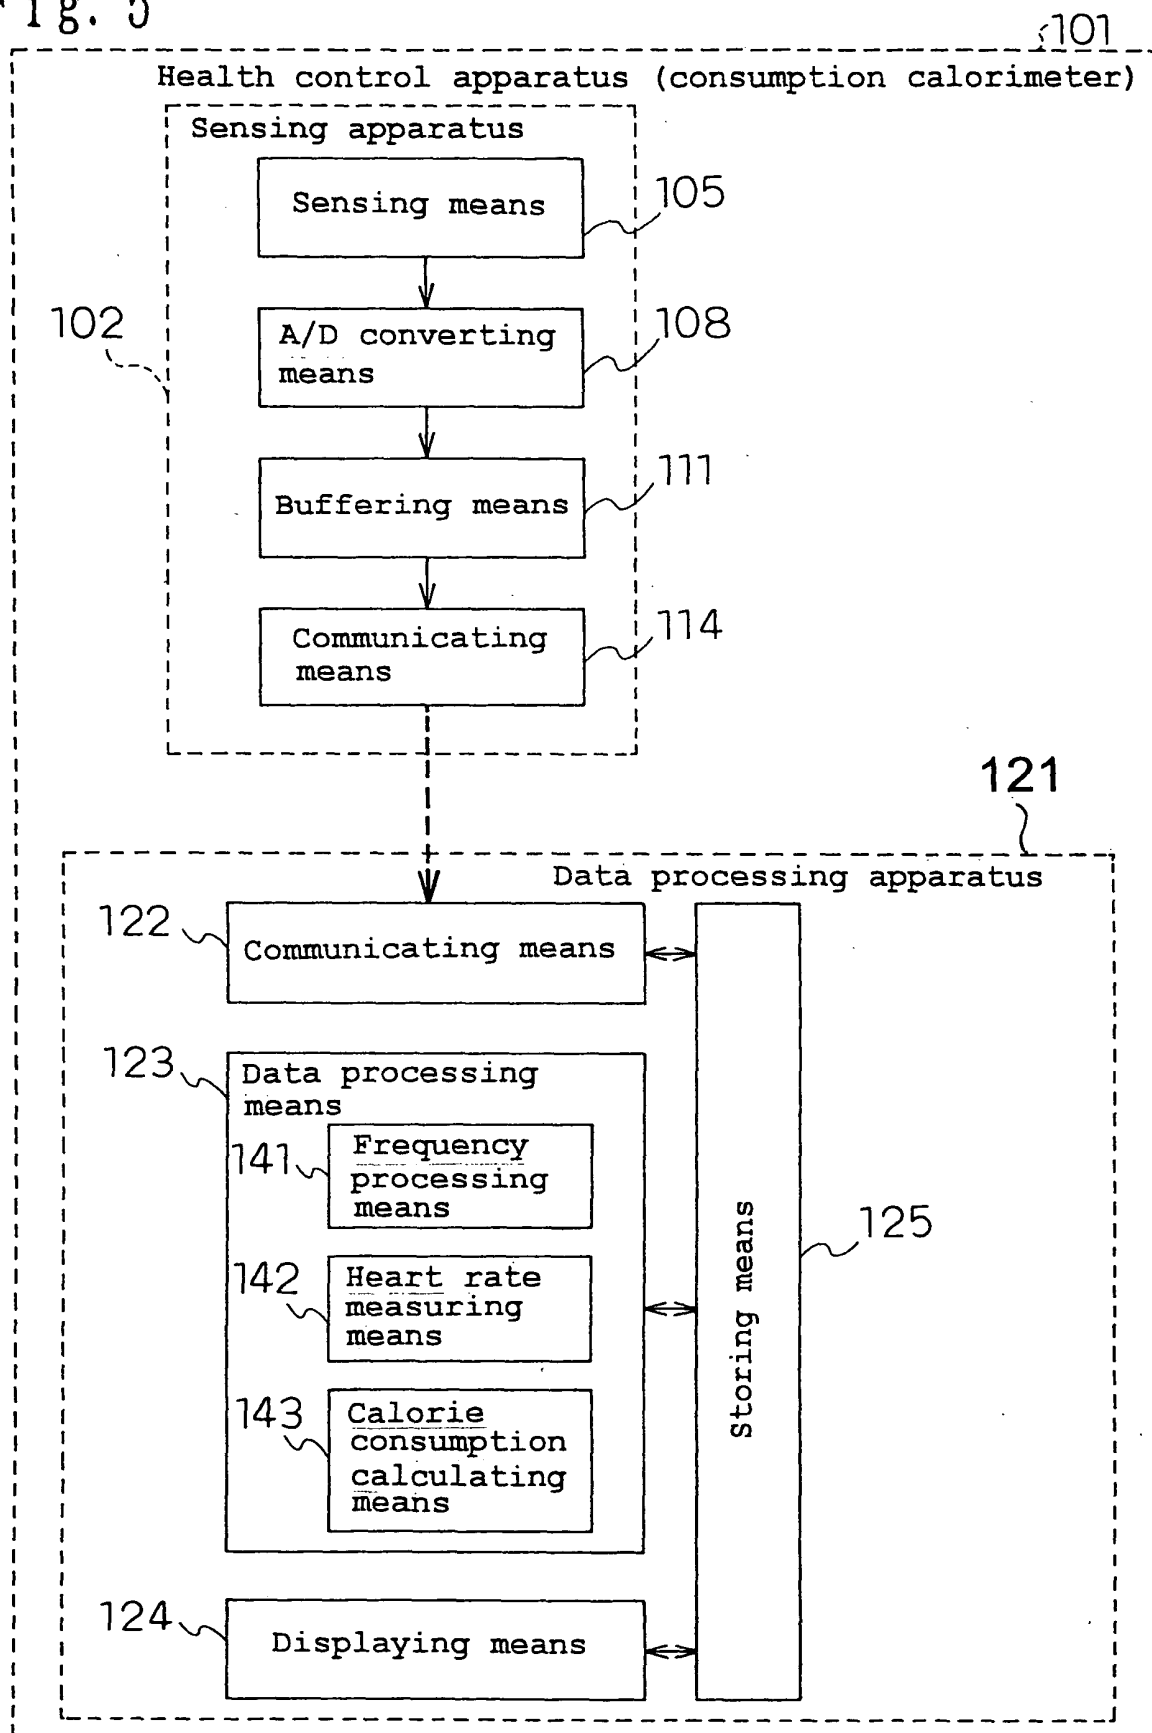 Fig. 5
101
Health control apparatus (consumption calorimeter)
Sensing apparatus
Sensing means
105
102
A/D converting
means
108
Buffering means
111
Communicating
means
114
121
Data processing apparatus
122
Communicating means
123
Data processing
means
141
Frequency
processing
means
142
Heart rate
measuring
means
143
Calorie
consumption
calculating
means
Storing means
125
124
Displaying means